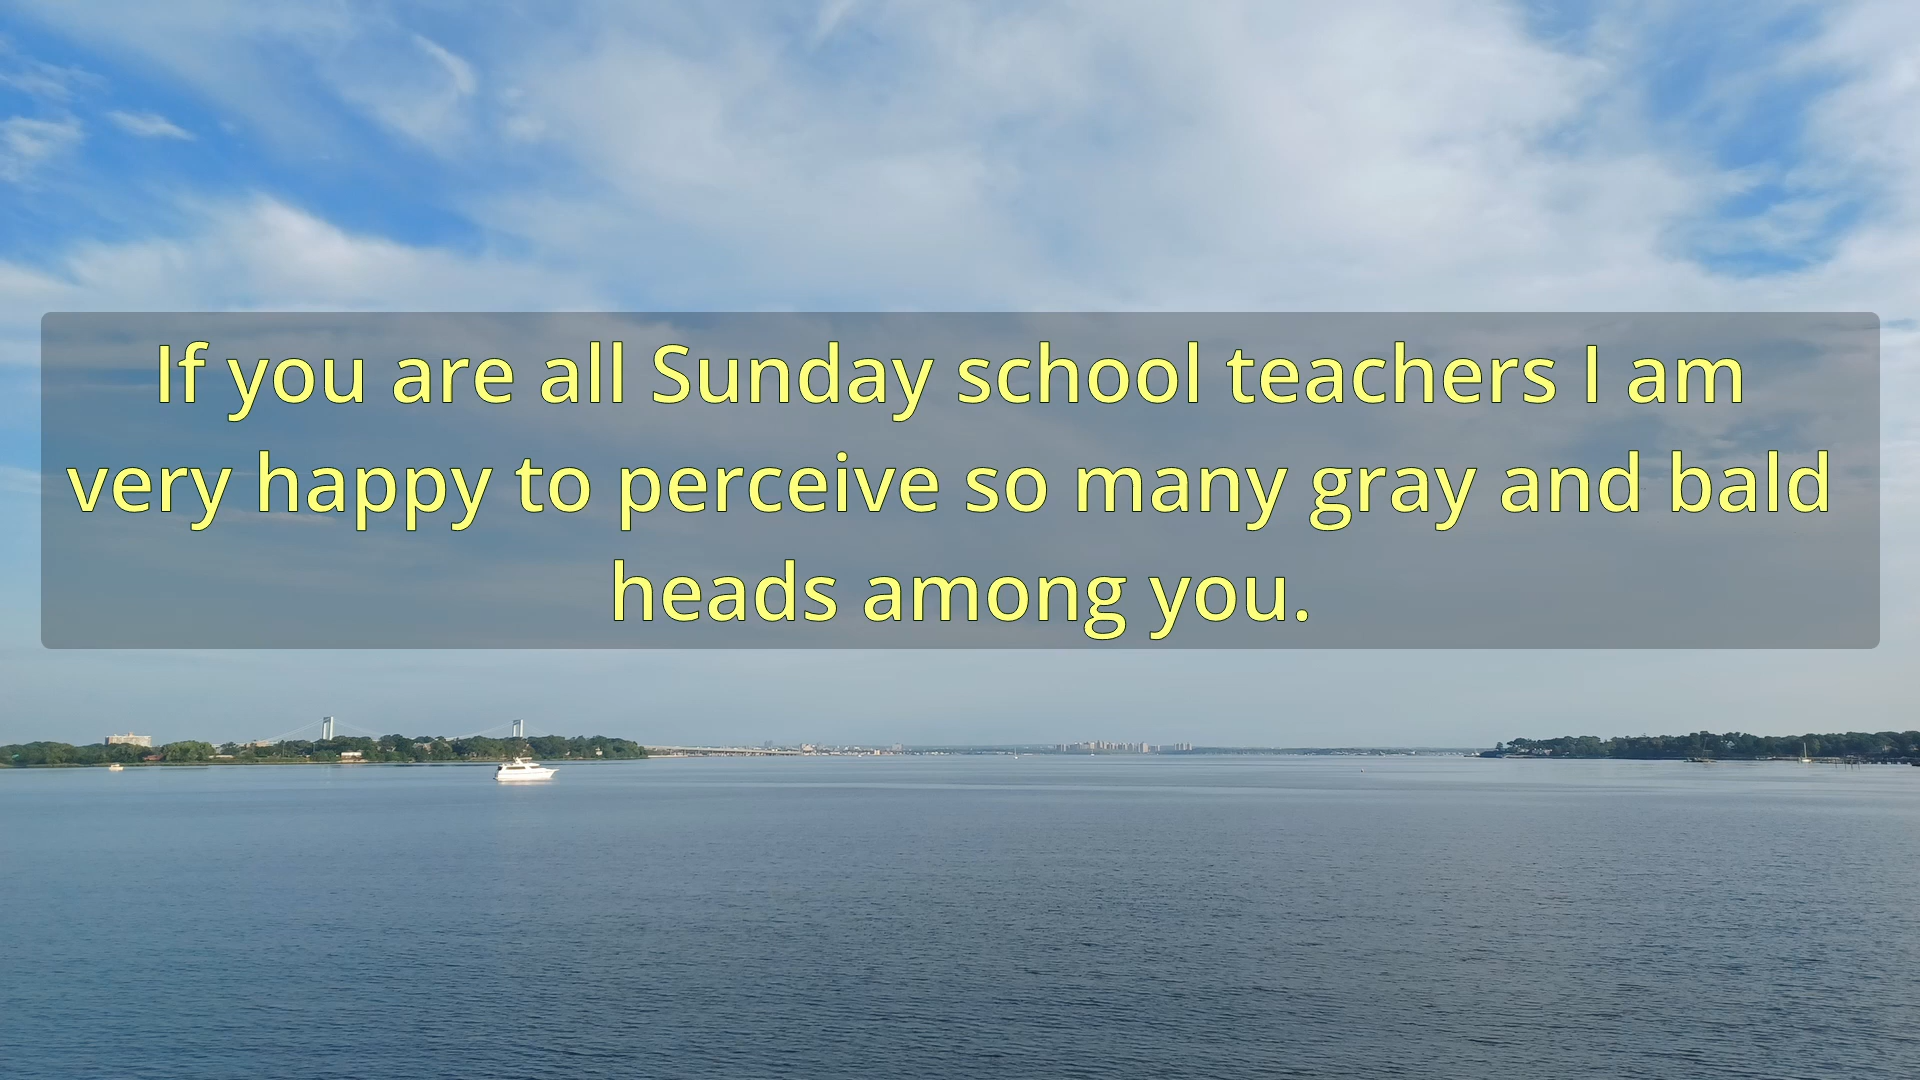 If you are all Sunday school teachers I am
very happy to perceive so many gray and bald
heads among you.